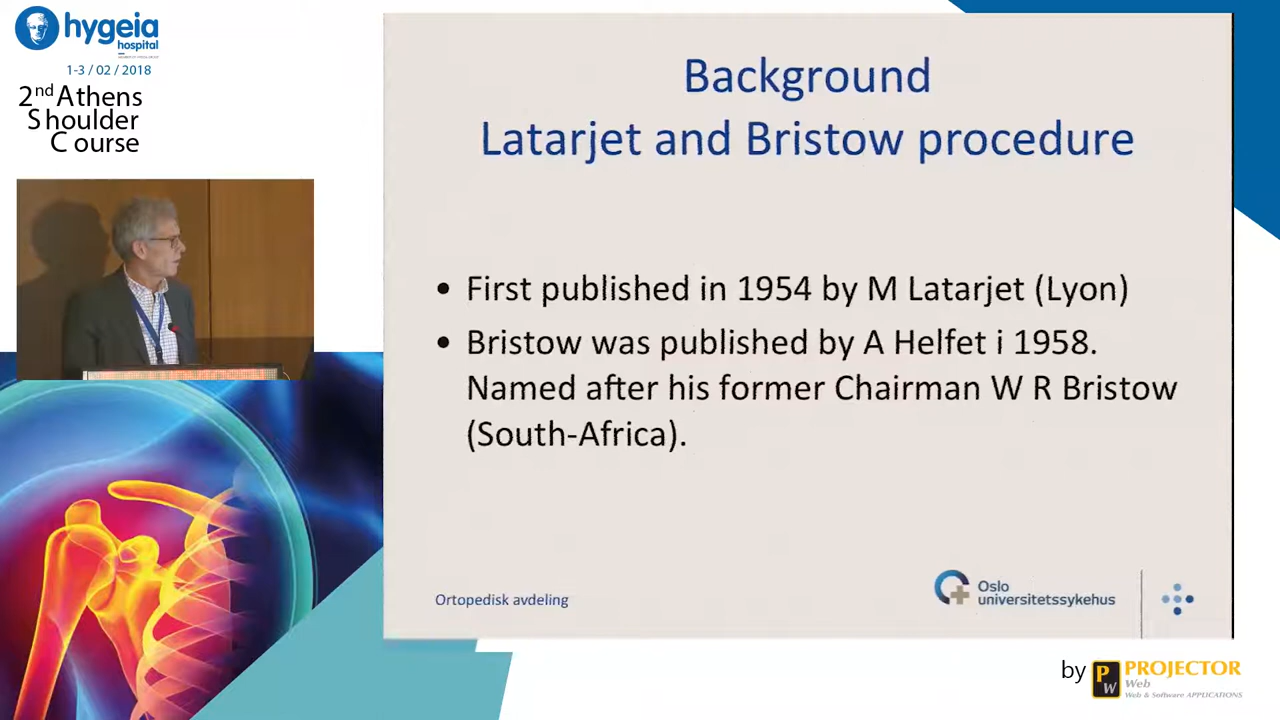 hygeia
hospital
1-3 / 02 / 2018
2nd Athens
Shoulder
Course
Background
Latarjet and Bristow procedure
• First published in 1954 by M Latarjet (Lyon)
• Bristow was published by A Helfet i 1958.
Named after his former Chairman W R Bristow
(South-Africa).
Ortopedisk avdeling
Oslo
universitetssykehus
by PW PROJECTOR
Web
Web & Software APPLICATIONS